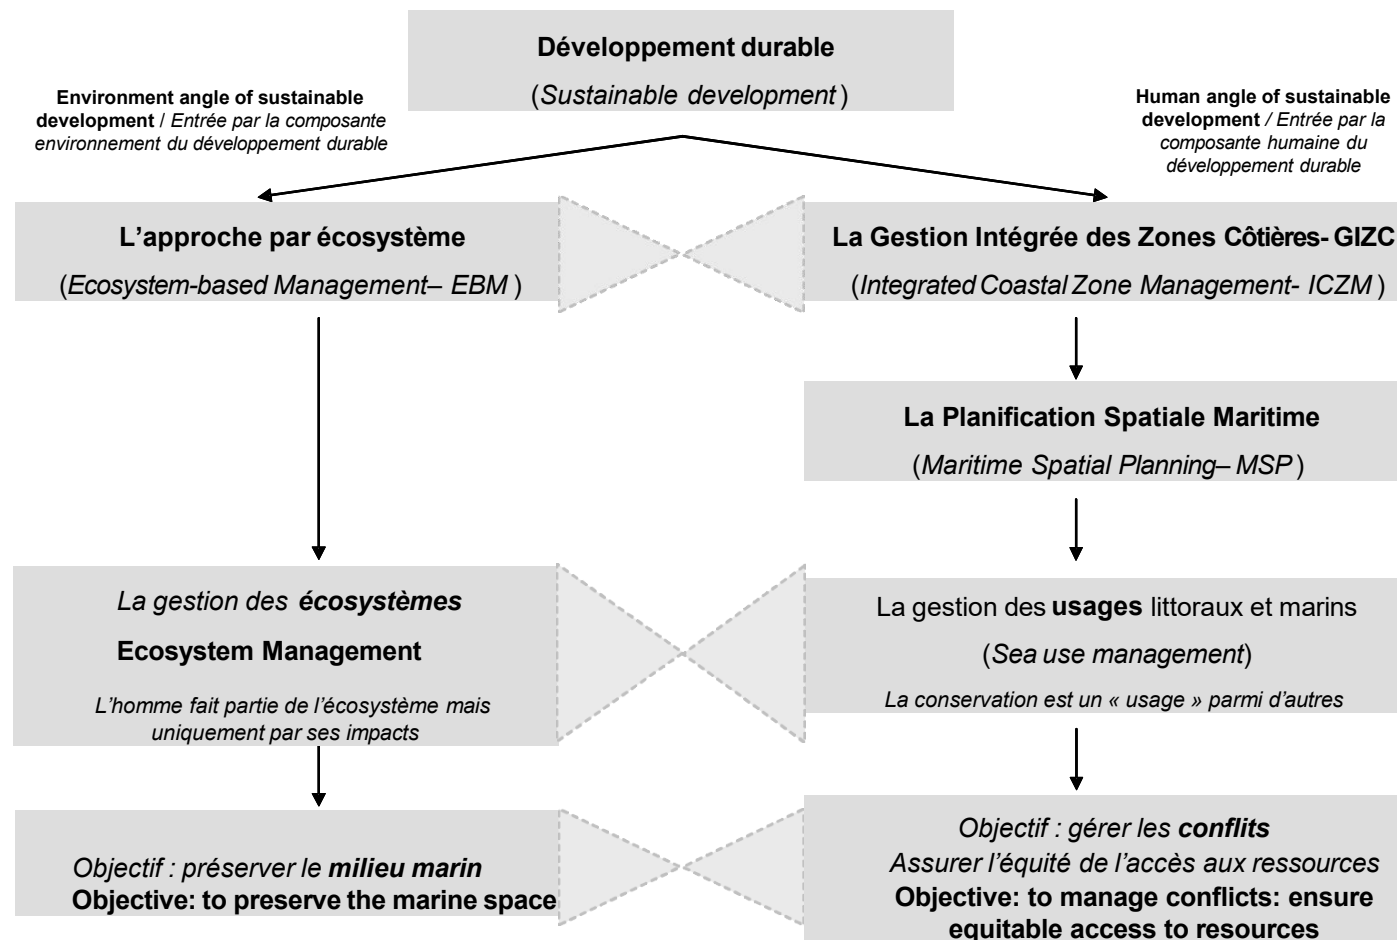 Développement durable
(Sustainable development)
Environment angle of sustainable
development / Entrée par la composante
environnement du développement durable
Human angle of sustainable
development / Entrée par la
composante humaine du
développement durable
L'approche par écosystème
(Ecosystem-based Management– EBM )
La Gestion Intégrée des Zones Côtières- GIZC
(Integrated Coastal Zone Management- ICZM )
La Planification Spatiale Maritime
(Maritime Spatial Planning– MSP )
La gestion des écosystèmes
Ecosystem Management
L'homme fait partie de l'écosystème mais
uniquement par ses impacts
La gestion des usages littoraux et marins
(Sea use management)
La conservation est un « usage » parmi d'autres
Objectif : préserver le milieu marin
Objective: to preserve the marine space
Objectif : gérer les conflits
Assurer l'équité de l'accès aux ressources
Objective: to manage conflicts: ensure
equitable access to resources